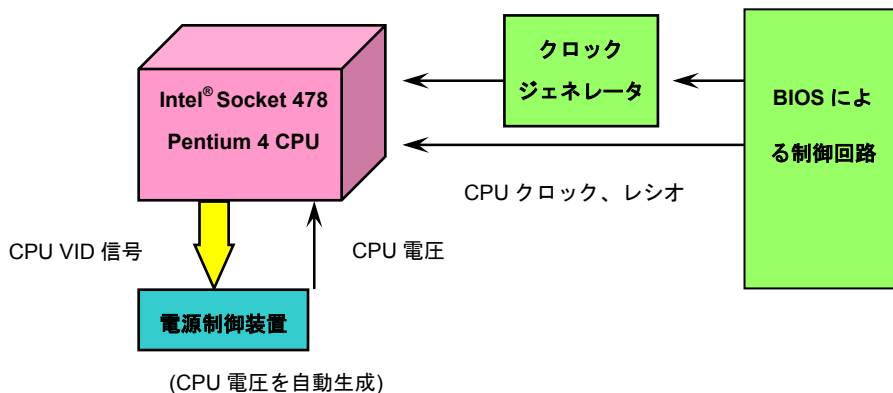 Intel® Socket 478
Pentium 4 CPU
クロック
ジェネレータ
BIOS によ
る制御回路
CPU クロック、レシオ
CPU VID 信号
CPU 電圧
電源制御装置
(CPU 電圧を自動生成)